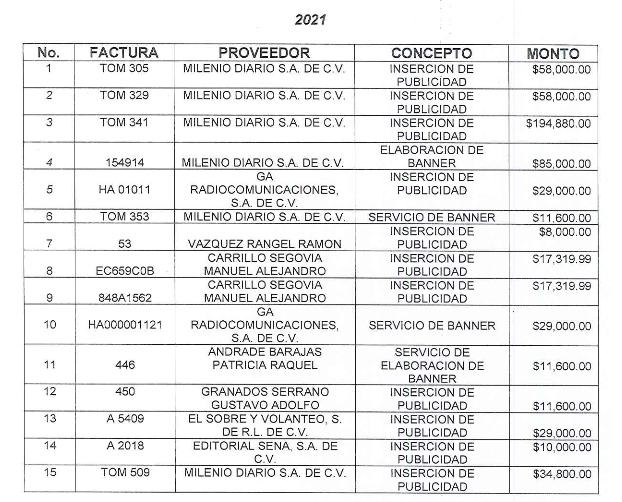 2021
No. FACTURA PROVEEDOR CONCEPTO MONTO
1 TOM 305 MILENIO DIARIO S.A. DE C.V. INSERCION DE $58,000.00
PUBLICIDAD
2 TOM 329 MILENIO DIARIO S.A. DE C.V. INSERCION DE $58,000.00
PUBLICIDAD
3 TOM 341 MILENIO DIARIO S.A. DE C.V. INSERCION DE $194,880.00
PUBLICIDAD
ELABORACION DE
4 154914 MILENIO DIARIO S.A. DE C.V. BANNER $85,000.00
GA INSERCION DE
5 HA 01011 RADIOCOMUNICACIONES, PUBLICIDAD $29,000.00
S.A. DE C.V.
6 TOM 353 MILENIO DIARIO S.A. DE C.V. SERVICIO DE BANNER $11,600.00
INSERCION DE $8,000.00
7 53 VAZQUEZ RANGEL RAMON PUBLICIDAD
CARRILLO SEGOVIA INSERCION DE $17,319.99
8 EC659C0B MANUEL ALEJANDRO PUBLICIDAD
CARRILLO SEGOVIA INSERCION DE $17,319.99
9 848A1562 MANUEL ALEJANDRO PUBLICIDAD
GA
10 HA000001121 RADIOCOMUNICACIONES, SERVICIO DE BANNER $29,000.00
S.A. DE C.V.
ANDRADE BARAJAS SERVICIO DE
11 446 PATRICIA RAQUEL ELABORACION DE $11,600.00
BANNER
12 450 GRANADOS SERRANO INSERCION DE
GUSTAVO ADOLFO PUBLICIDAD $11,600.00
13 A 5409 EL SOBRE Y VOLANTEO, S. INSERCION DE
DE R.L. DE C.V. PUBLICIDAD $29,000.00
14 A 2018 EDITORIAL SENA, S.A. DE INSERCION DE $10,000.00
C.V. PUBLICIDAD
15 TOM 509 MILENIO DIARIO S.A. DE C.V. INSERCION DE $34,800.00
PUBLICIDAD